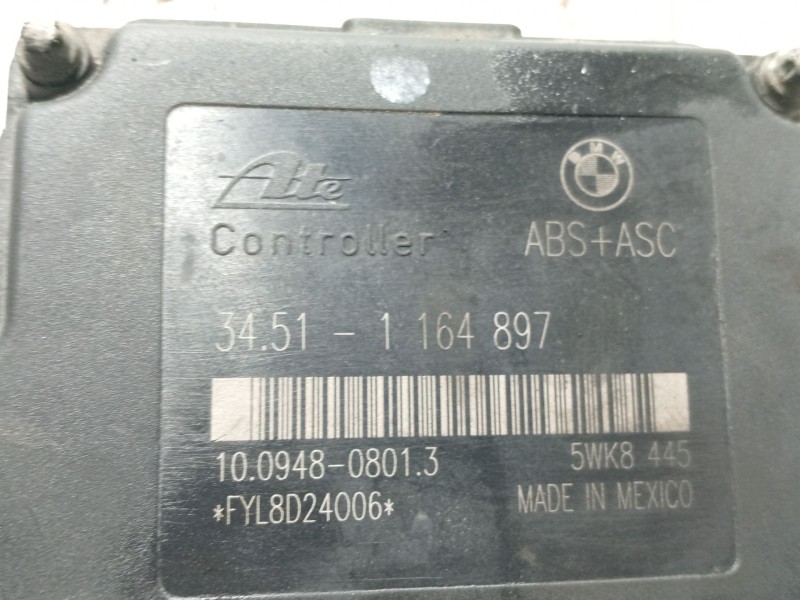 Ate
BMW
Controller
ABS+ASC
34.51 - 1 164 897
10.0948-0801.3
5WK8 445
*FYL8D24006*
MADE IN MEXICO